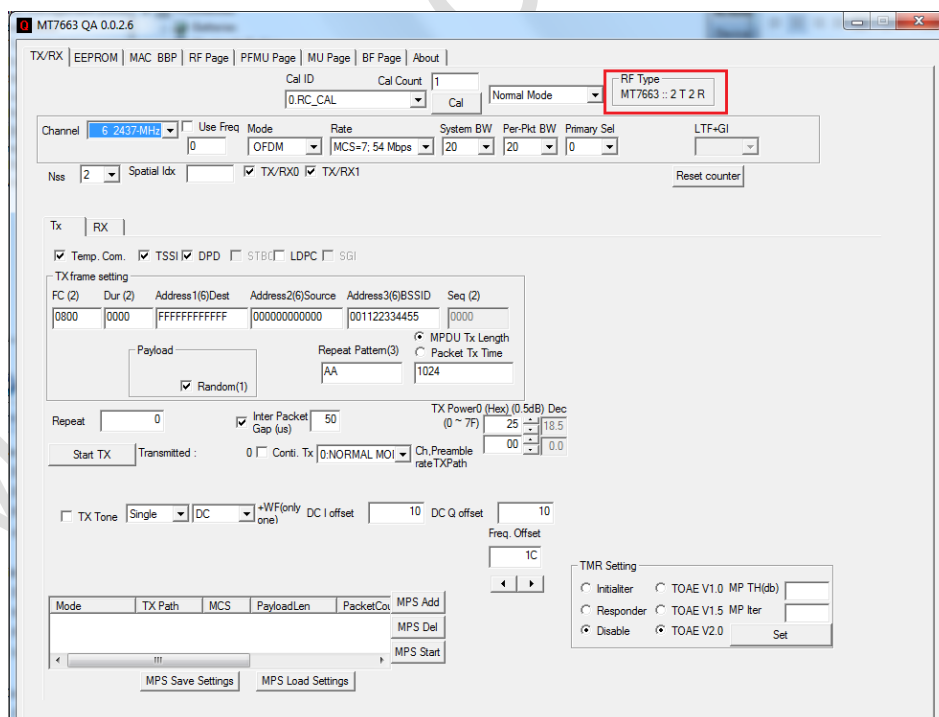 MT7663 QA 0.0.2.6
TX/RX EEPROM MAC BBP RF Page PFMU Page MU Page BF Page About
Cal ID Cal Count 1 RF Type
0.RC_CAL Cal Normal Mode MT7663 :: 2 T 2 R
Channel 6 2437-MHz Use Freq Mode Rate System BW Per-Pkt BW Primary Sel LTF+GI
0 OFDM MCS=7; 54 Mbps 20 20 0
Nss 2 Spatial Idx TX/RX0 TX/RX1 Reset counter
Tx RX
Temp. Com. TSSI DPD STBC LDPC SGI
TX frame setting
FC (2) Dur (2) Address1(6)Dest Address2(6)Source Address3(6)BSSID Seq (2)
0800 0000 FFFFFFFFFFFF 000000000000 001122334455 0000
MPDU Tx Length
Payload Repeat Pattern(3) Packet Tx Time
Random(1) AA 1024
TX Power0 (Hex) (0.5dB) Dec
Repeat 0 Inter Packet Gap (us) 50 (0 ~ 7F) 25 18.5
Start TX Transmitted : 0 Conti. Tx 0:NORMAL MOI Ch,Preamble rateTXPath 00 0.0
TX Tone Single DC +WF(only one) DC I offset 10 DC Q offset 10
Freq. Offset
1C
TMR Setting
Initialiter TOAE V1.0 MP TH(db)
Responder TOAE V1.5 MP Iter
Disable TOAE V2.0 Set
Mode TX Path MCS PayloadLen PacketCou MPS Add
MPS Del
MPS Start
MPS Save Settings MPS Load Settings